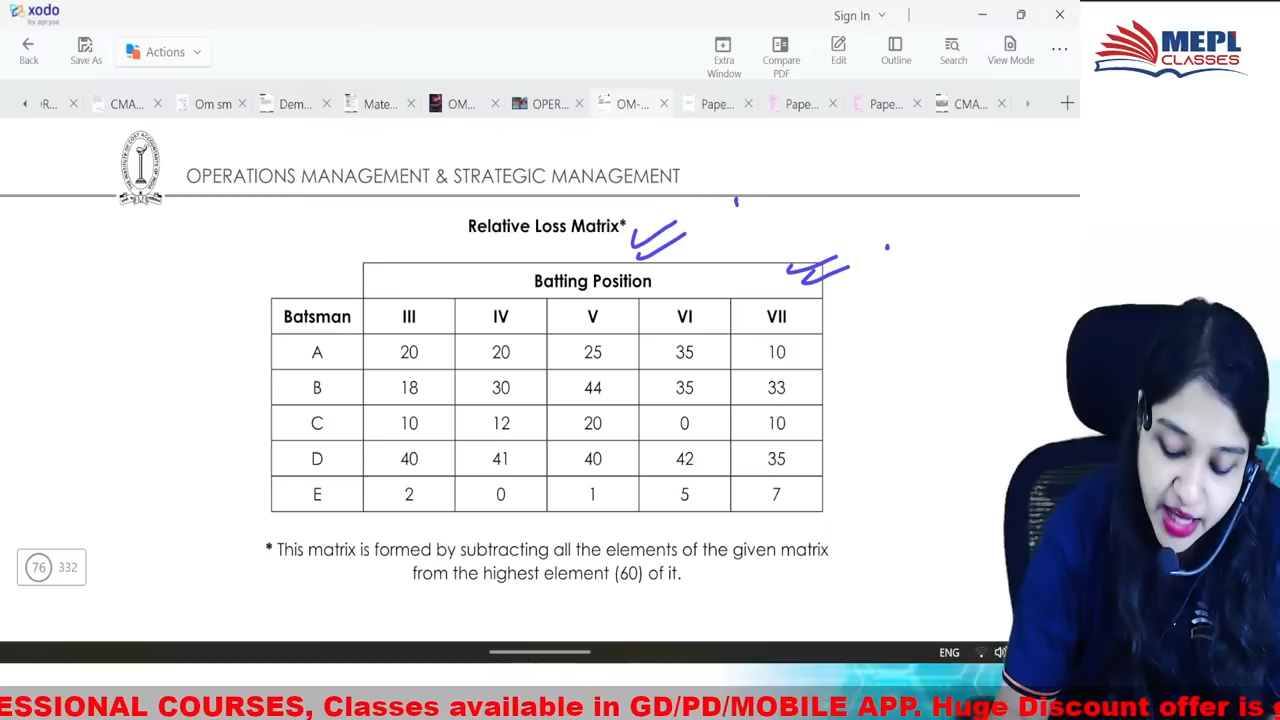 xodo
by apryse
Sign In
Back
Save As
Actions
Extra Window
Compare PDF
Edit
Outline
Search
View Mode
MEPL
CLASSES
R...
CMA...
Om sm
Dem...
Mate...
OM...
OPER...
OM-...
Pape...
Pape...
Pape...
CMA...
OPERATIONS MANAGEMENT & STRATEGIC MANAGEMENT
Relative Loss Matrix*
Batting Position
Batsman III IV V VI VII
A 20 20 25 35 10
B 18 30 44 35 33
C 10 12 20 0 10
D 40 41 40 42 35
E 2 0 1 5 7
* This matrix is formed by subtracting all the elements of the given matrix
from the highest element (60) of it.
76 332
ENG
ESSIONAL COURSES, Classes available in GD/PD/MOBILE APP. Huge Discount offer is